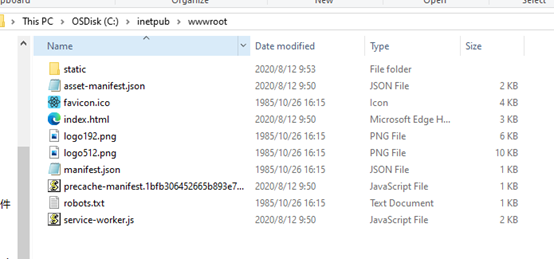 pboard
Organize
New
Open
Select
This PC > OSDisk (C:) > inetpub > wwwroot
Name Date modified Type Size
static 2020/8/12 9:53 File folder
asset-manifest.json 2020/8/12 9:50 JSON File 2 KB
favicon.ico 1985/10/26 16:15 Icon 4 KB
index.html 2020/8/12 9:50 Microsoft Edge H... 3 KB
logo192.png 1985/10/26 16:15 PNG File 6 KB
logo512.png 1985/10/26 16:15 PNG File 10 KB
manifest.json 1985/10/26 16:15 JSON File 1 KB
precache-manifest.1bfb306452665b893e7... 2020/8/12 9:50 JavaScript File 1 KB
robots.txt 1985/10/26 16:15 Text Document 1 KB
service-worker.js 2020/8/12 9:50 JavaScript File 2 KB
件